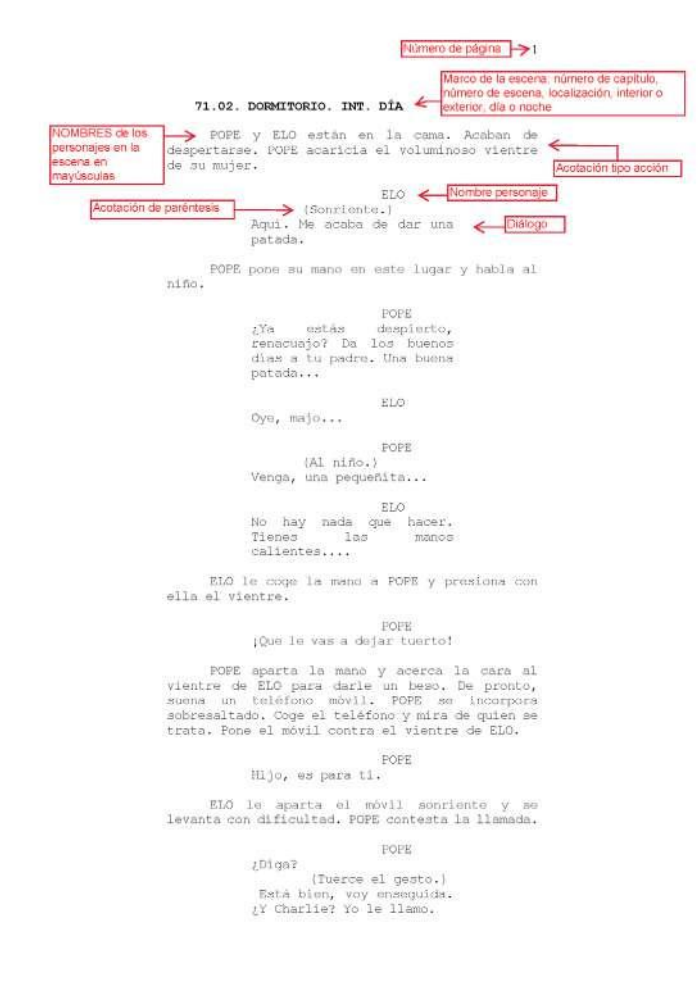 Número de página 1
Marco de la escena: número de capítulo,
número de escena, localización, interior o
exterior, día o noche
71.02. DORMITORIO. INT. DÍA
NOMBRES de los
personajes en la
escena en
mayúsculas
POPE y ELO están en la cama. Acaban de
despertarse. POPE acaricia el voluminoso vientre
de su mujer.
Acotación tipo acción
ELO
Nombre personaje
Acotación de paréntesis
(Sonriente.)
Aquí. Me acaba de dar una
patada.
Diálogo
POPE pone su mano en este lugar y habla al
niño.
POPE
¿Ya estás despierto,
renacuajo? Da los buenos
días a tu padre. Una buena
patada...
ELO
Oye, majo...
POPE
(Al niño.)
Venga, una pequeñita...
ELO
No hay nada que hacer.
Tienes las manos
calientes....
ELO le coge la mano a POPE y presiona con
ella el vientre.
POPE
¡Que le vas a dejar tuerto!
POPE aparta la mano y acerca la cara al
vientre de ELO para darle un beso. De pronto,
suena un teléfono móvil. POPE se incorpora
sobresaltado. Coge el teléfono y mira de quien se
trata. Pone el móvil contra el vientre de ELO.
POPE
Hijo, es para ti.
ELO le aparta el móvil sonriente y se
levanta con dificultad. POPE contesta la llamada.
POPE
¿Diga?
(Tuerce el gesto.)
Está bien, voy enseguida.
¿Y Charlie? Yo le llamo.